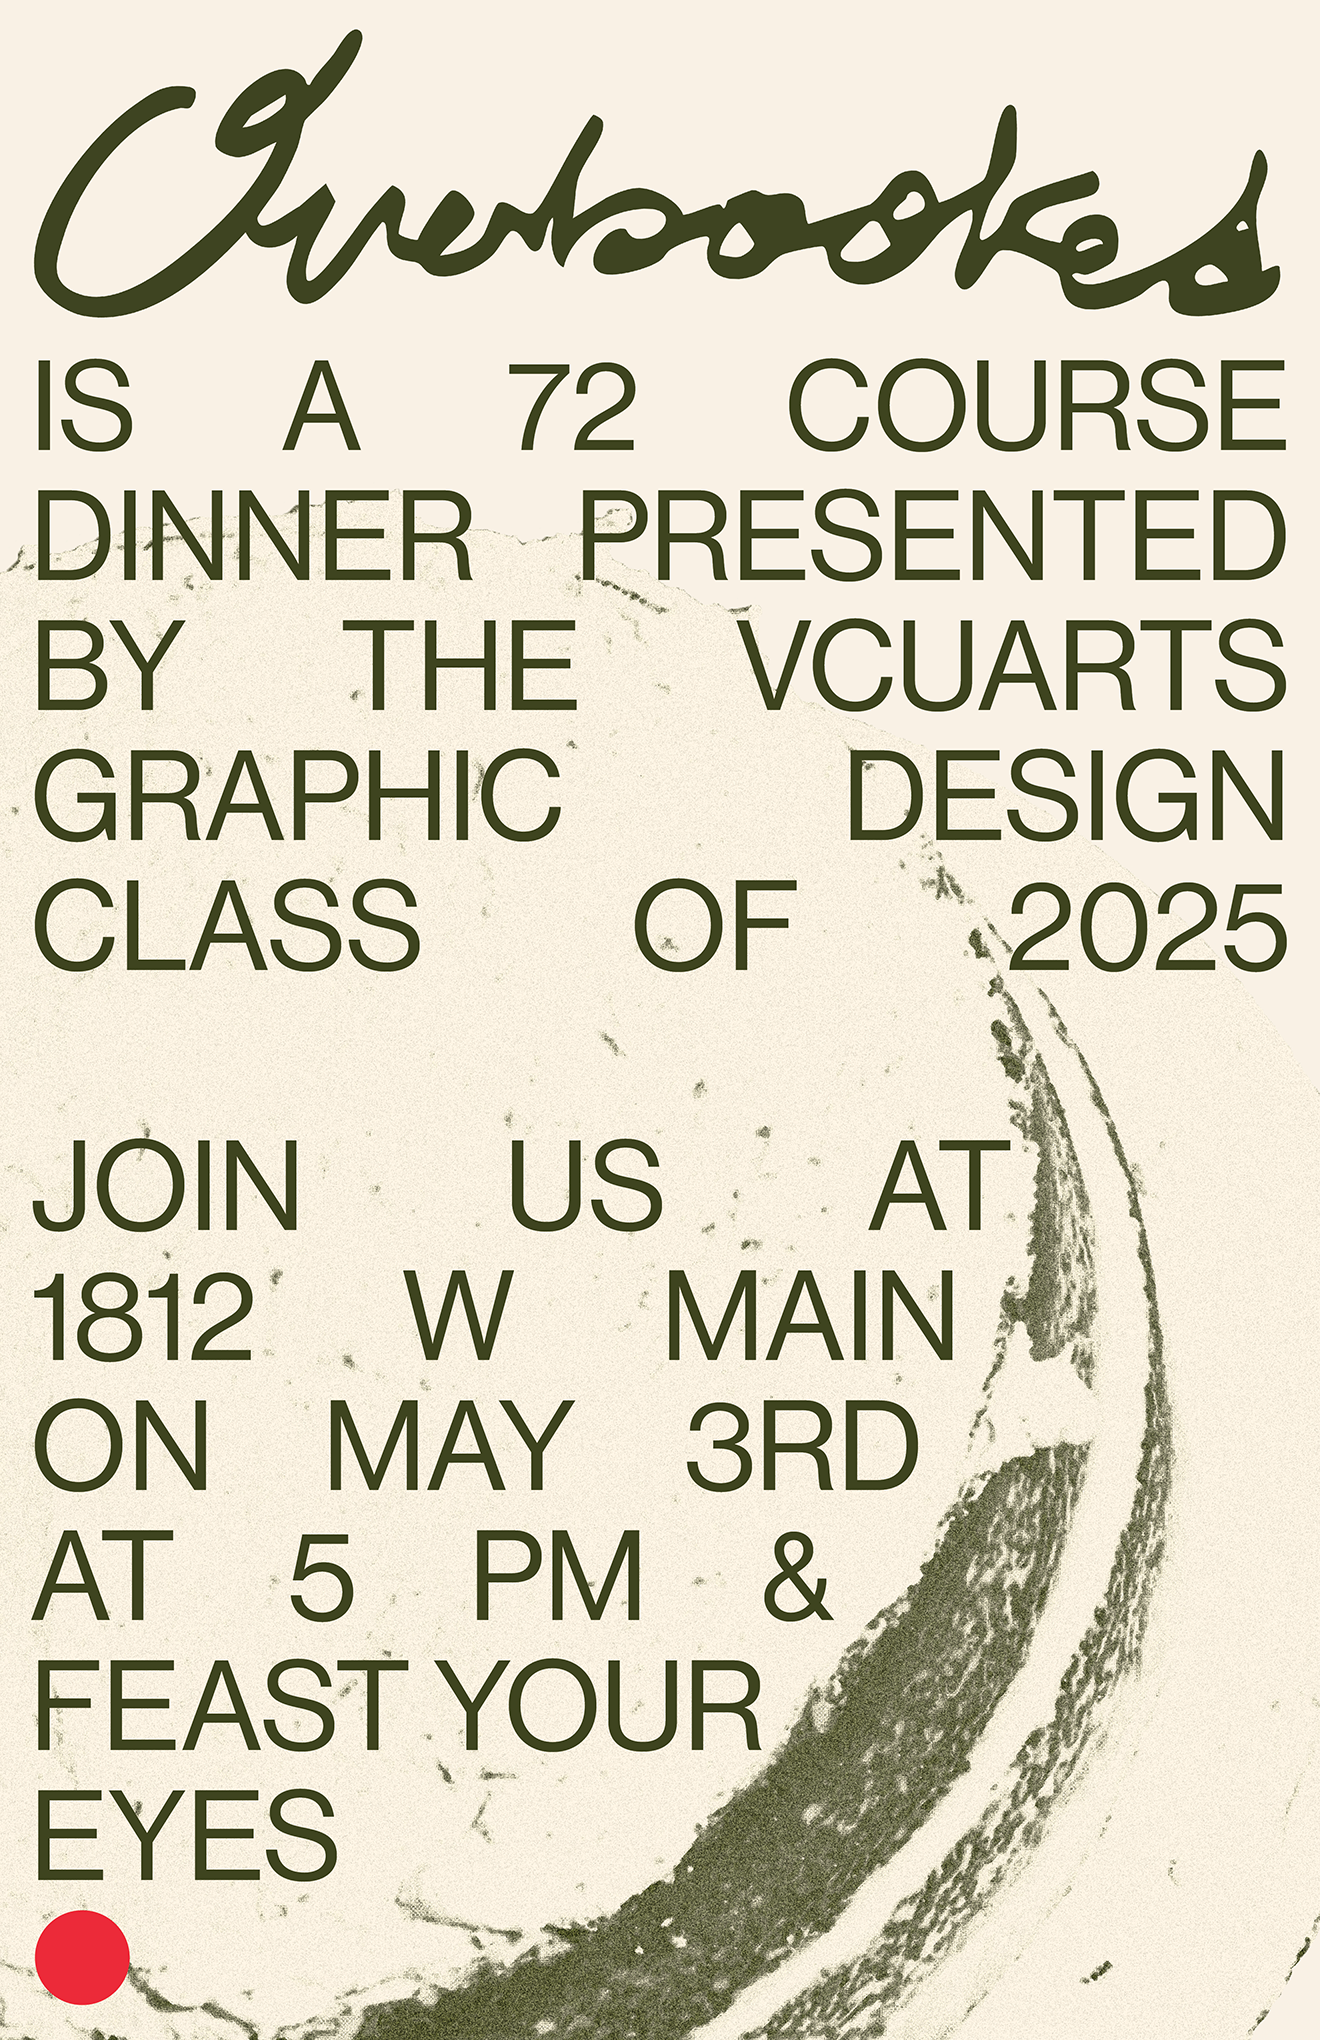 Overbooked
IS A 72 COURSE
DINNER PRESENTED
BY THE VCUARTS
GRAPHIC DESIGN
CLASS OF 2025
JOIN US AT
1812 W MAIN
ON MAY 3RD
AT 5 PM &
FEAST YOUR
EYES